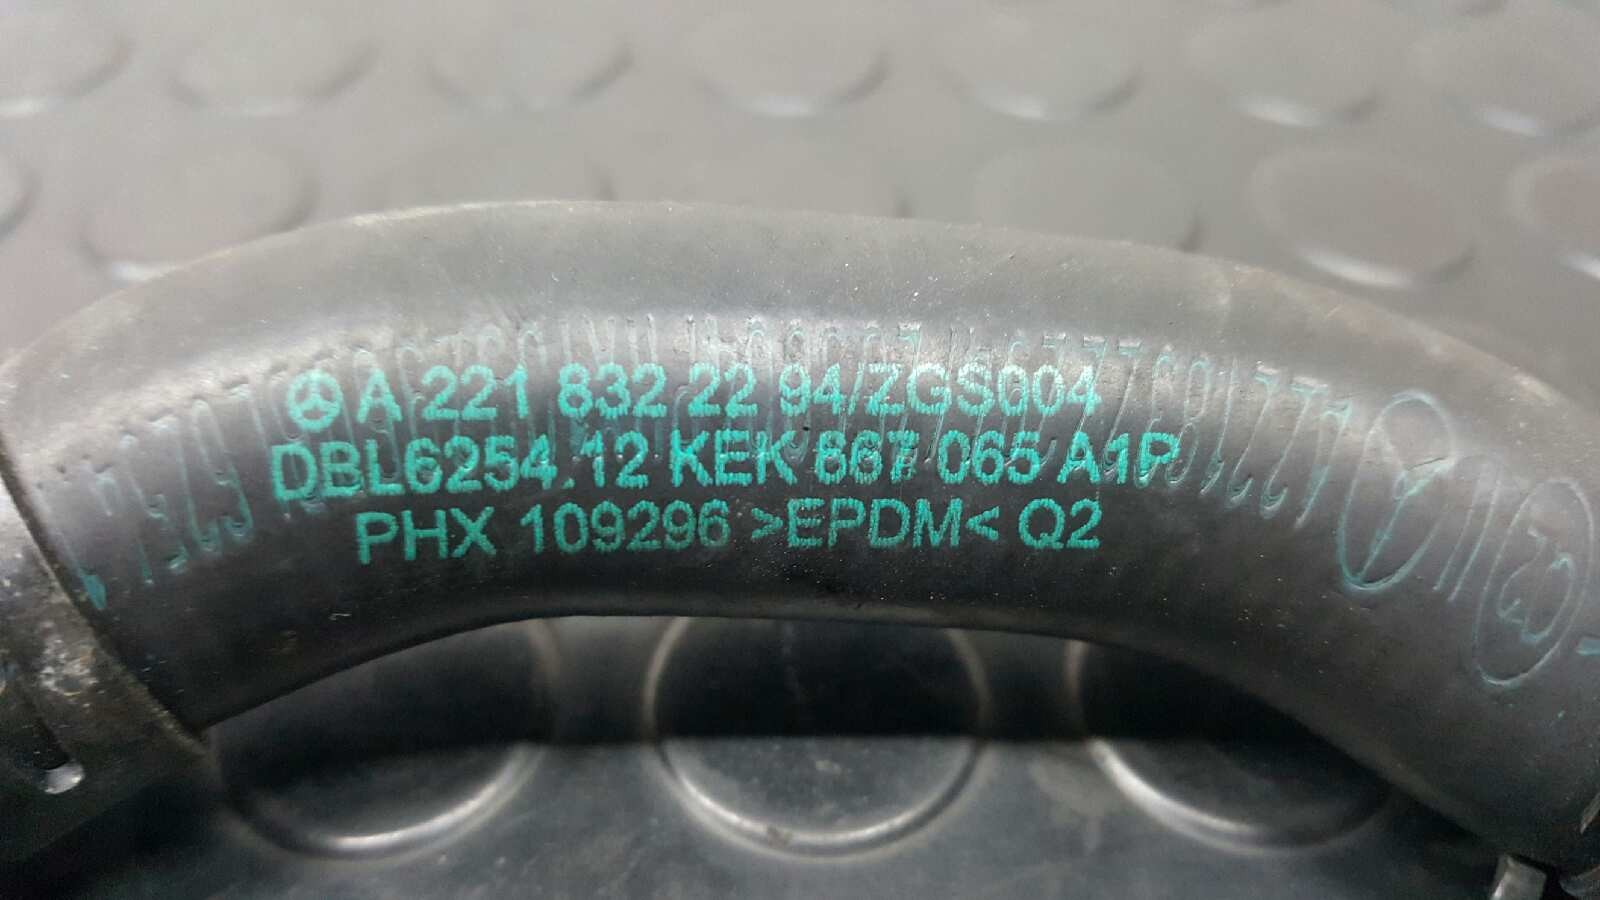 A 221 832 22 94/ZGS004
DBL6254.12 KEK 867 065 A1P
PHX 109296 >EPDM< Q2